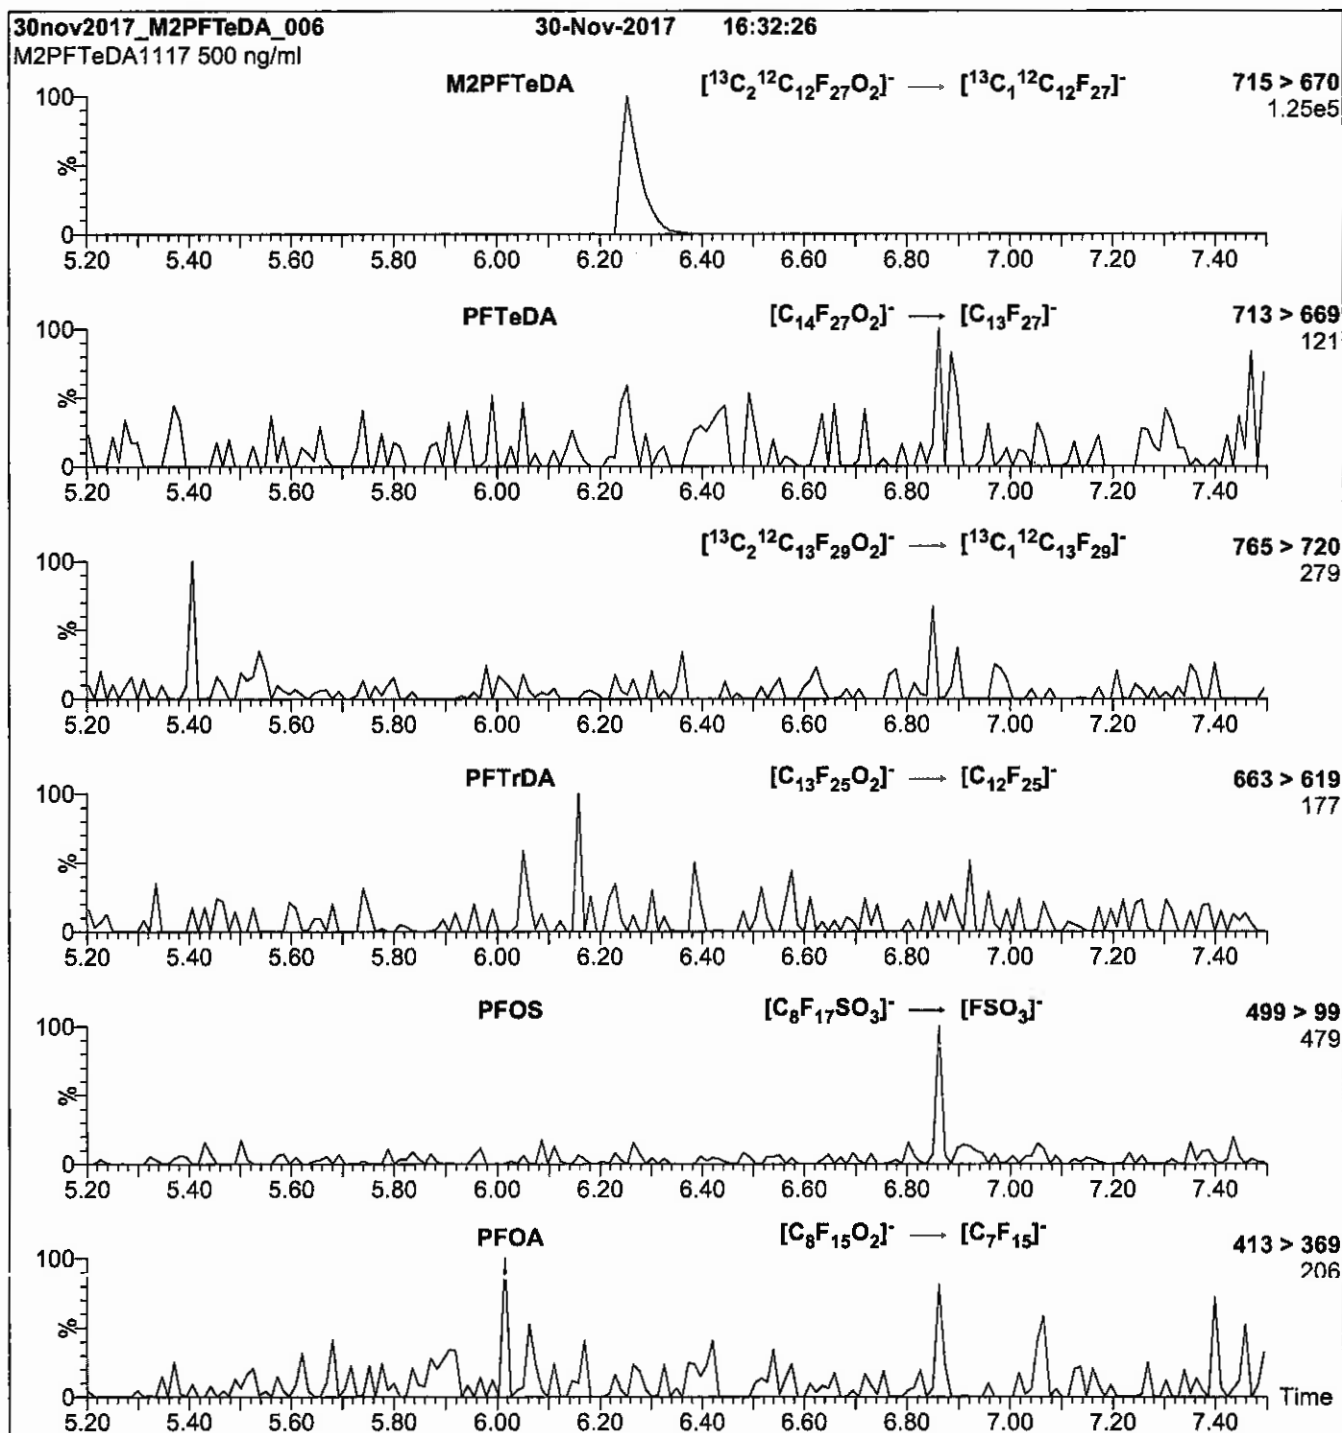 30nov2017_M2PFTeDA_006 30-Nov-2017 16:32:26
M2PFTeDA1117 500 ng/ml
M2PFTeDA [¹³C₂¹²C₁₂F₂₇O₂]⁻ → [¹³C₁¹²C₁₂F₂₇]⁻ 715 > 670
1.25e5
100
%
0
5.20 5.40 5.60 5.80 6.00 6.20 6.40 6.60 6.80 7.00 7.20 7.40
PFTeDA [C₁₄F₂₇O₂]⁻ → [C₁₃F₂₇]⁻ 713 > 669
121
100
%
0
5.20 5.40 5.60 5.80 6.00 6.20 6.40 6.60 6.80 7.00 7.20 7.40
[¹³C₂¹²C₁₃F₂₉O₂]⁻ → [¹³C₁¹²C₁₃F₂₉]⁻ 765 > 720
279
100
%
0
5.20 5.40 5.60 5.80 6.00 6.20 6.40 6.60 6.80 7.00 7.20 7.40
PFTrDA [C₁₃F₂₅O₂]⁻ → [C₁₂F₂₅]⁻ 663 > 619
177
100
%
0
5.20 5.40 5.60 5.80 6.00 6.20 6.40 6.60 6.80 7.00 7.20 7.40
PFOS [C₈F₁₇SO₃]⁻ → [FSO₃]⁻ 499 > 99
479
100
%
0
5.20 5.40 5.60 5.80 6.00 6.20 6.40 6.60 6.80 7.00 7.20 7.40
PFOA [C₈F₁₅O₂]⁻ → [C₇F₁₅]⁻ 413 > 369
206
100
%
0
Time
5.20 5.40 5.60 5.80 6.00 6.20 6.40 6.60 6.80 7.00 7.20 7.40